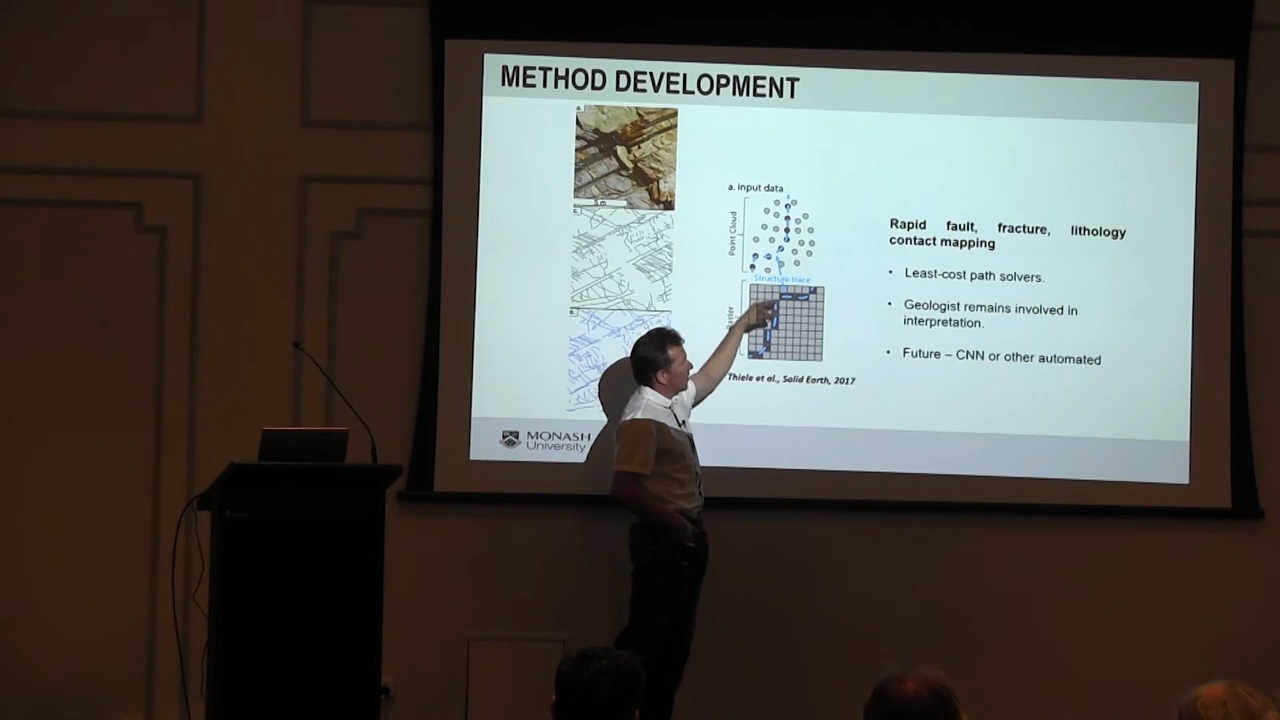 METHOD DEVELOPMENT
5 m
a. input data
Point Cloud
Structure trace
Thiele et al., Solid Earth, 2017
Rapid fault, fracture, lithology
contact mapping
• Least-cost path solvers.
• Geologist remains involved in
interpretation.
• Future – CNN or other automated
MONASH
University